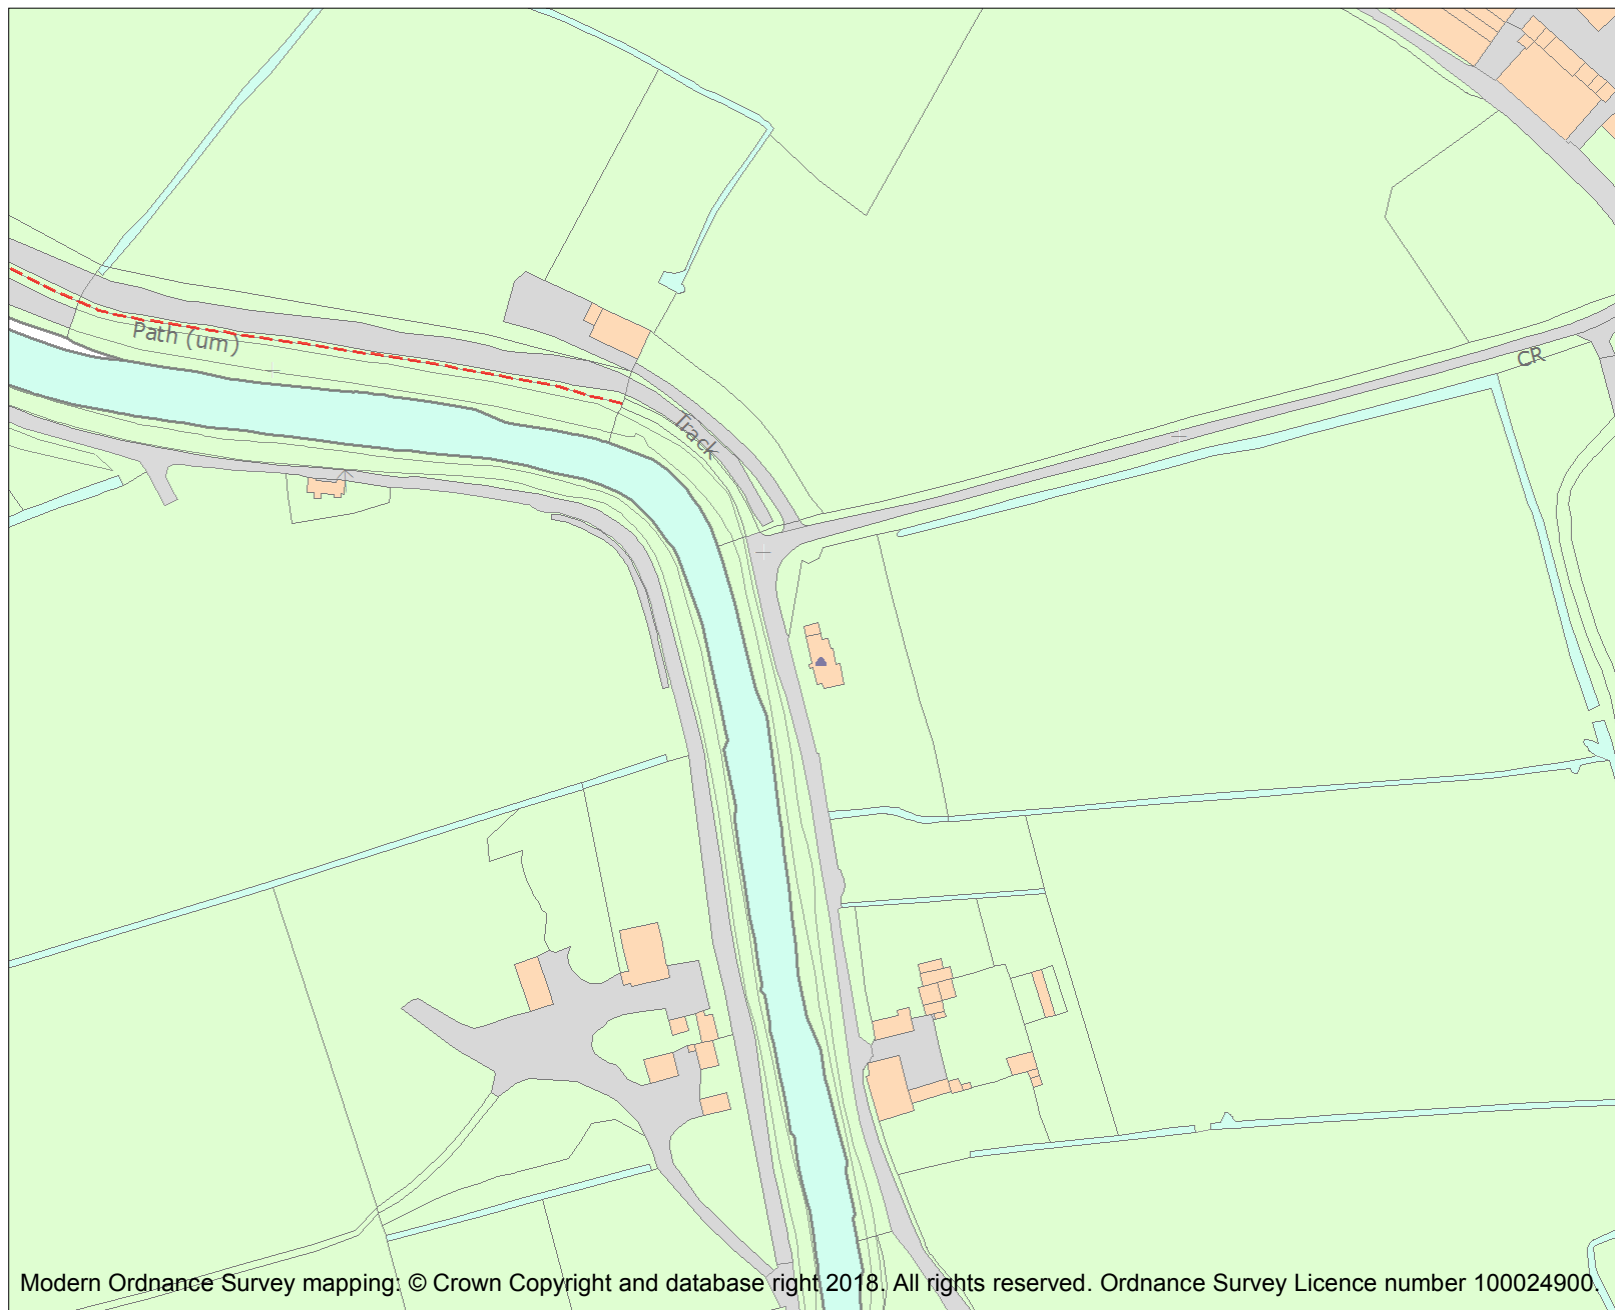 Path (um)
CR
Track
Modern Ordnance Survey mapping: © Crown Copyright and database right 2018. All rights reserved. Ordnance Survey Licence number 100024900.